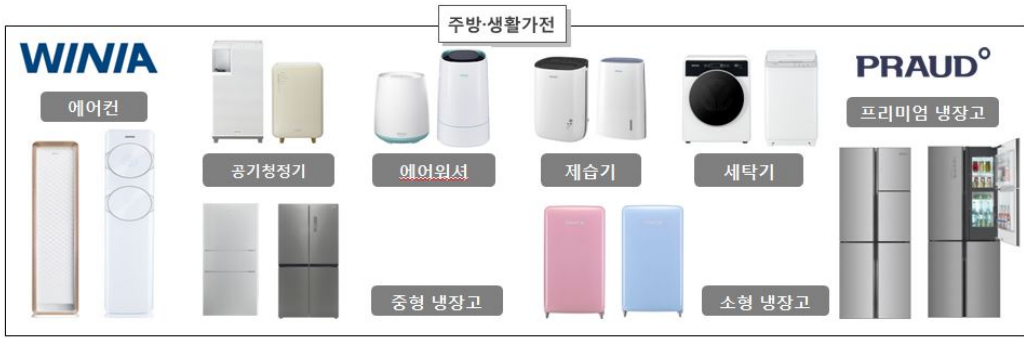 주방·생활가전
WINIA
PRAUD
에어컨
프리미엄 냉장고
공기청정기
에어워셔
제습기
세탁기
중형 냉장고
소형 냉장고